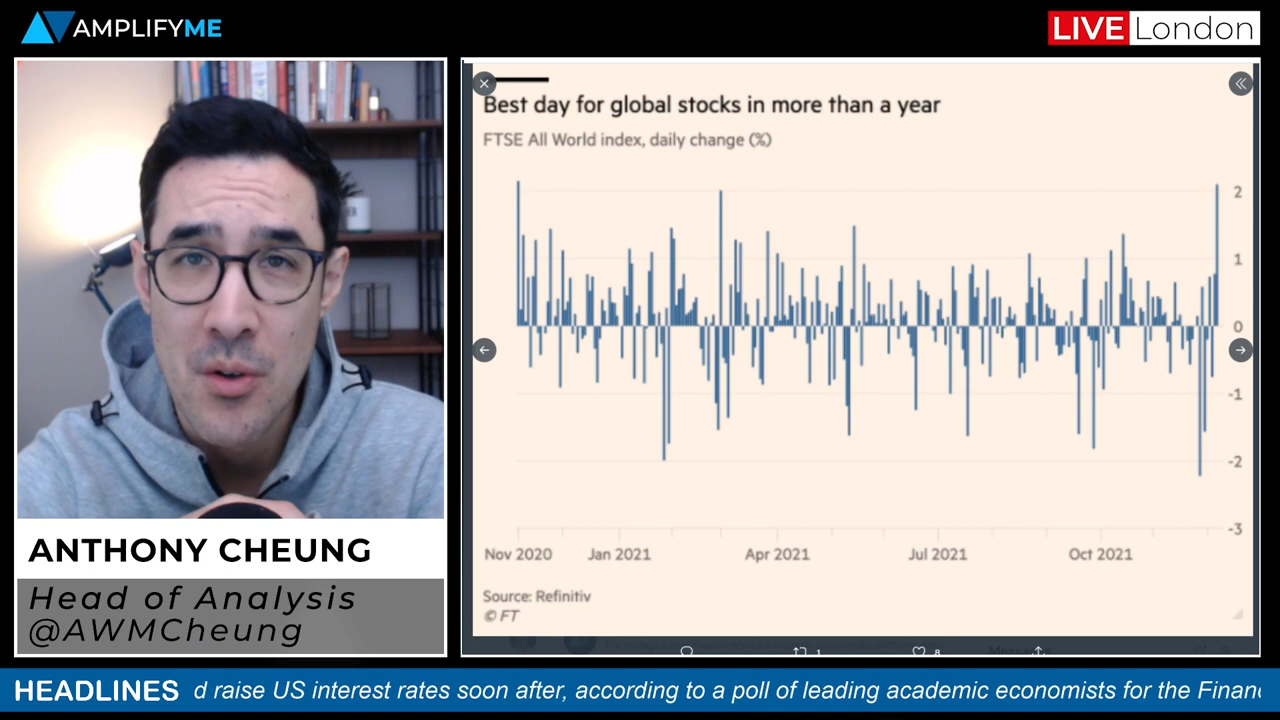 AMPLIFYME
LIVE London
Best day for global stocks in more than a year
FTSE All World index, daily change (%)
2
1
0
-1
-2
-3
Nov 2020 Jan 2021 Apr 2021 Jul 2021 Oct 2021
Source: Refinitiv
© FT
1 8
ANTHONY CHEUNG
Head of Analysis
@AWMCheung
HEADLINES d raise US interest rates soon after, according to a poll of leading academic economists for the Financ